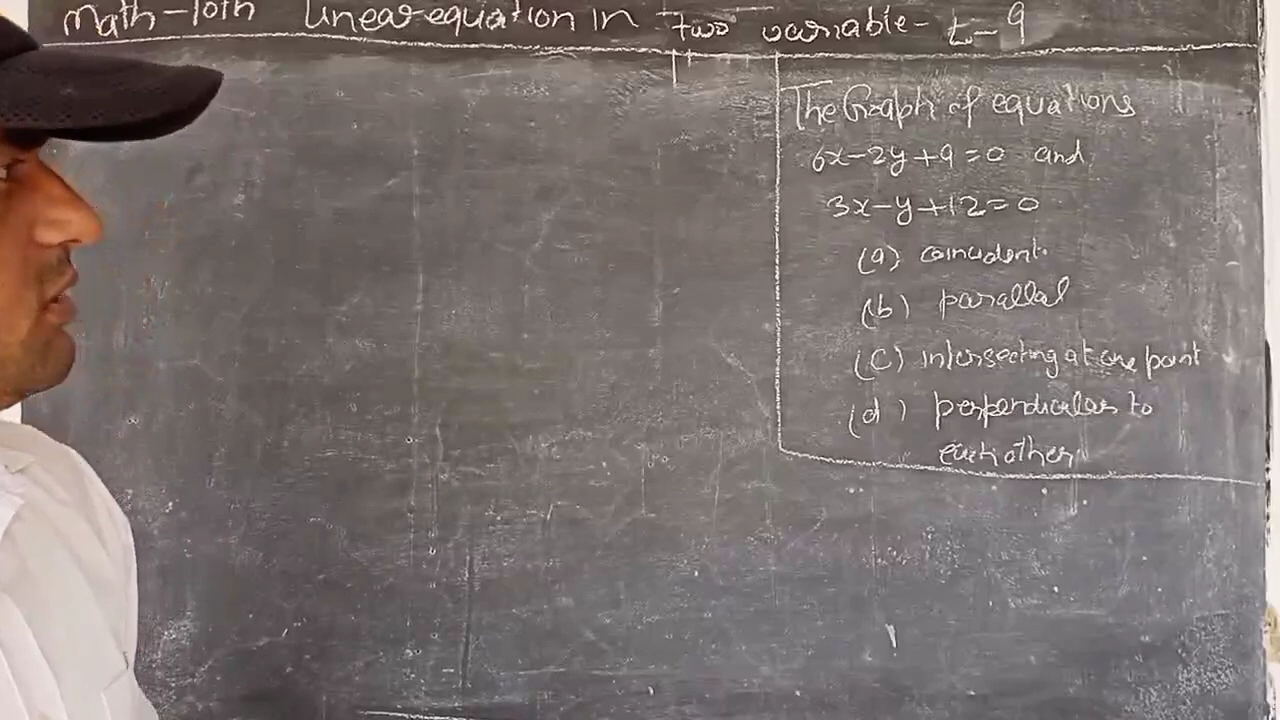 Math-10th Linear equation in two variable - L-9
The Graph of equations
6x-2y+9=0 and
3x-y+12=0
(a) coincident.
(b) parallal
(c) intersecting at one point
(d) perpendicular to
each other